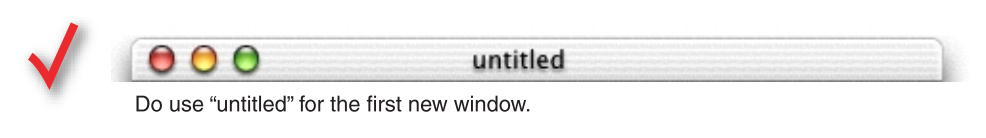 untitled
Do use “untitled” for the first new window.